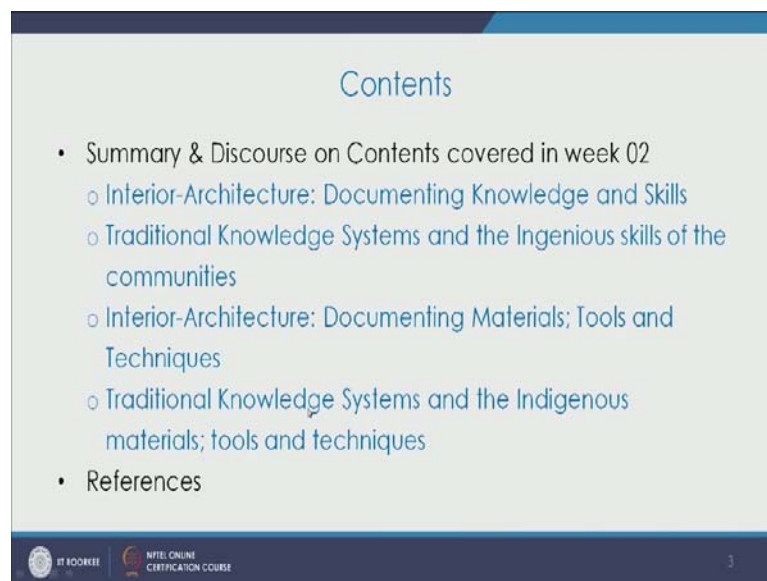 Contents
• Summary & Discourse on Contents covered in week 02
o Interior-Architecture: Documenting Knowledge and Skills
o Traditional Knowledge Systems and the Ingenious skills of the
communities
o Interior-Architecture: Documenting Materials; Tools and
Techniques
o Traditional Knowledge Systems and the Indigenous
materials; tools and techniques
• References
IIT ROORKEE
NPTEL ONLINE
CERTIFICATION COURSE
3